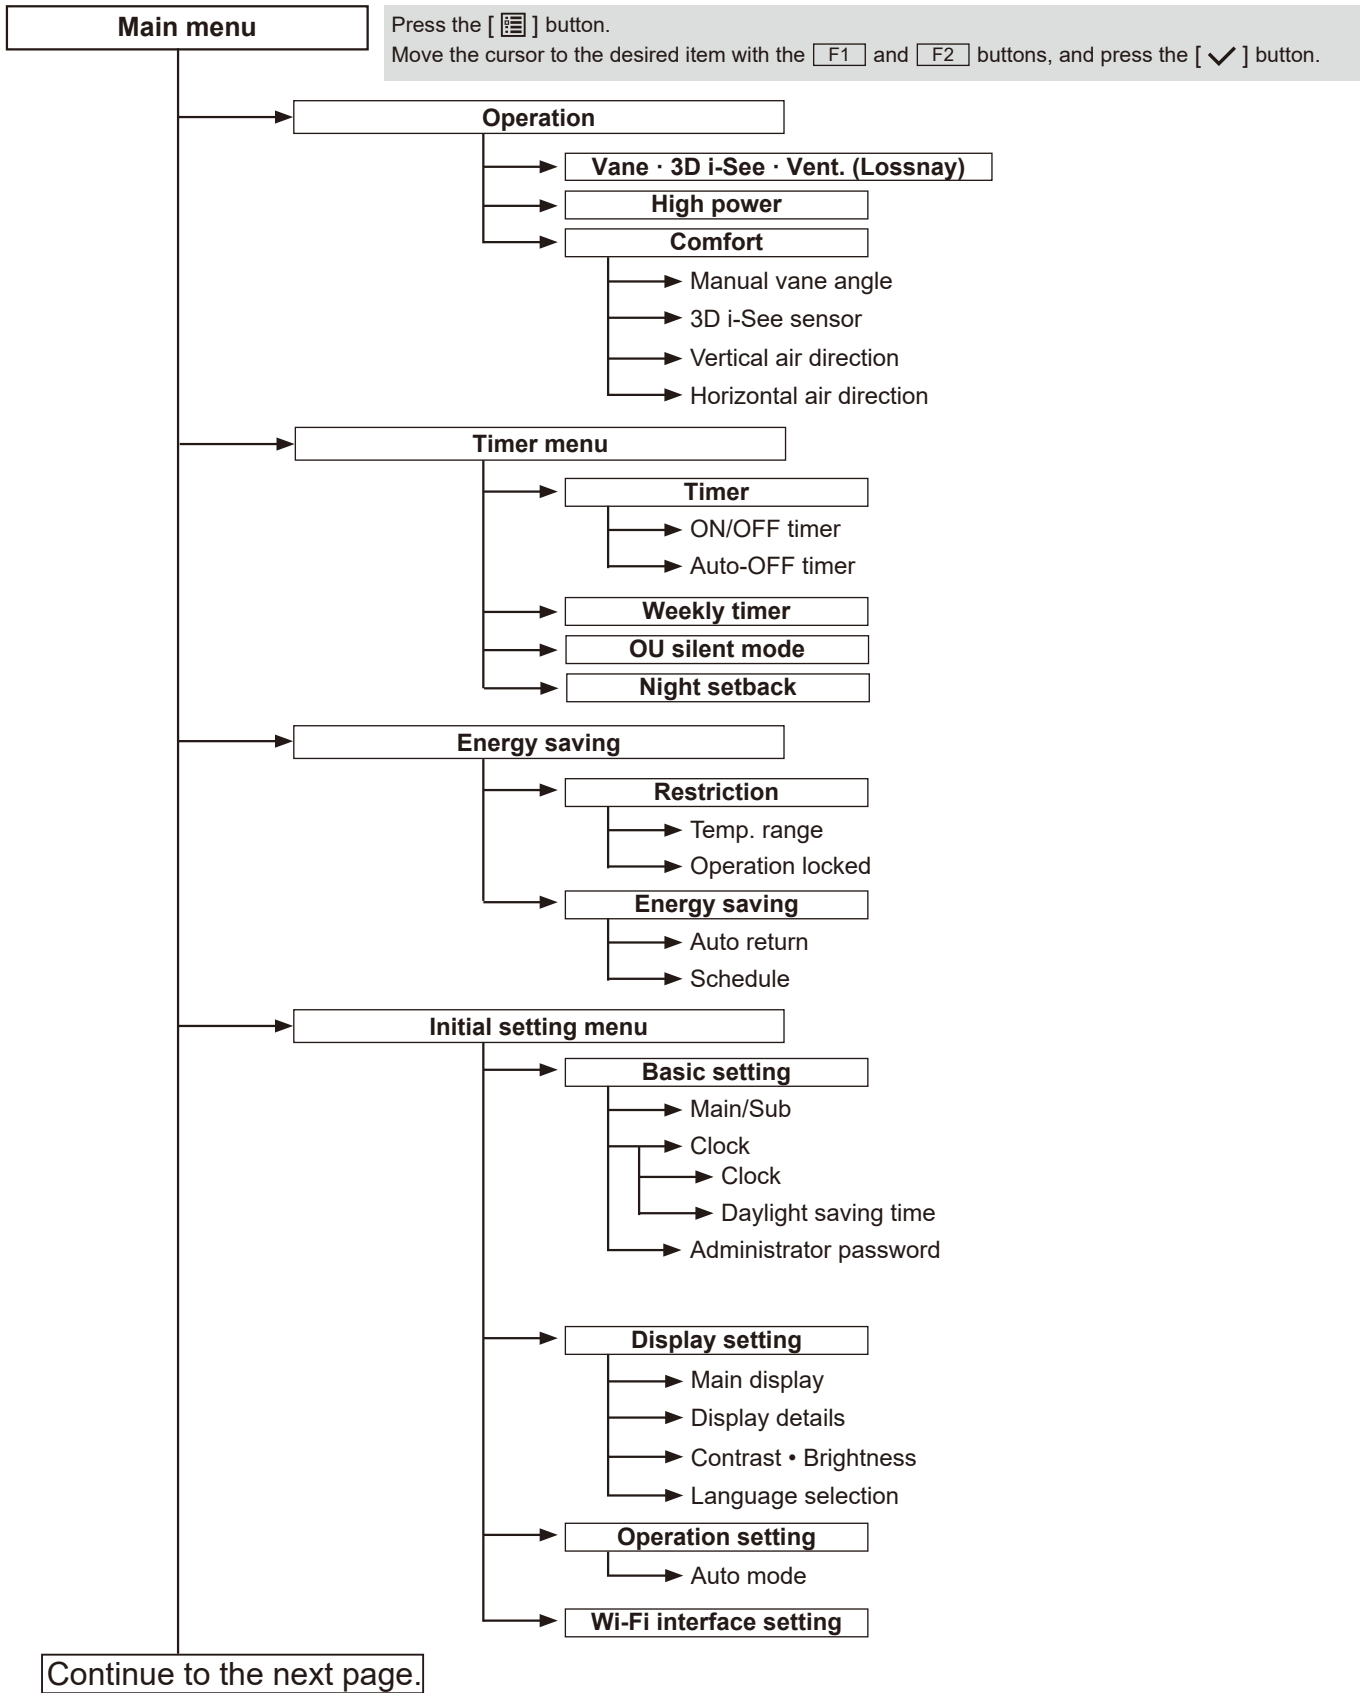 Main menu
Press the [ ] button.
Move the cursor to the desired item with the F1 and F2 buttons, and press the [ ✓ ] button.
Operation
Vane · 3D i-See · Vent. (Lossnay)
High power
Comfort
Manual vane angle
3D i-See sensor
Vertical air direction
Horizontal air direction
Timer menu
Timer
ON/OFF timer
Auto-OFF timer
Weekly timer
OU silent mode
Night setback
Energy saving
Restriction
Temp. range
Operation locked
Energy saving
Auto return
Schedule
Initial setting menu
Basic setting
Main/Sub
Clock
Clock
Daylight saving time
Administrator password
Display setting
Main display
Display details
Contrast • Brightness
Language selection
Operation setting
Auto mode
Wi-Fi interface setting
Continue to the next page.